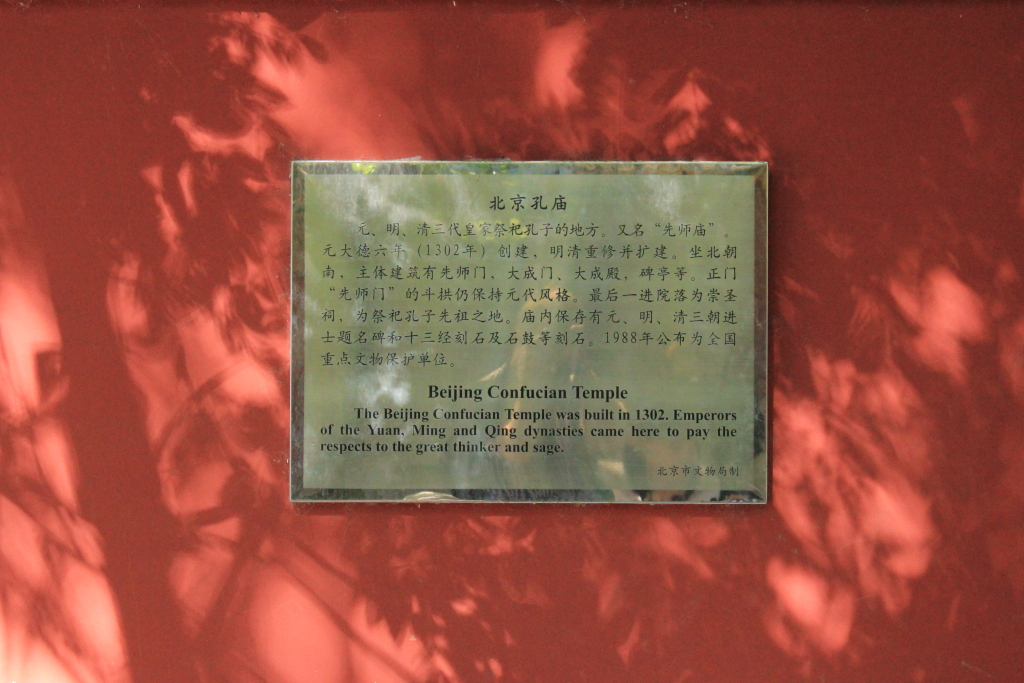 北京孔庙
元、明、清三代皇家祭祀孔子的地方。又名“先师庙”。
元大德六年（1302年）创建，明清重修并扩建。坐北朝
南，主体建筑有先师门，大成门、大成殿，碑亭等。正门
“先师门”的斗拱仍保持元代风格。最后一进院落为崇圣
祠，为祭祀孔子先祖之地。庙内保存有元、明、清三朝进
士题名碑和十三经刻石及石鼓等刻石。1988年公布为全国
重点文物保护单位。
Beijing Confucian Temple
The Beijing Confucian Temple was built in 1302. Emperors
of the Yuan, Ming and Qing dynasties came here to pay the
respects to the great thinker and sage.
北京市文物局制